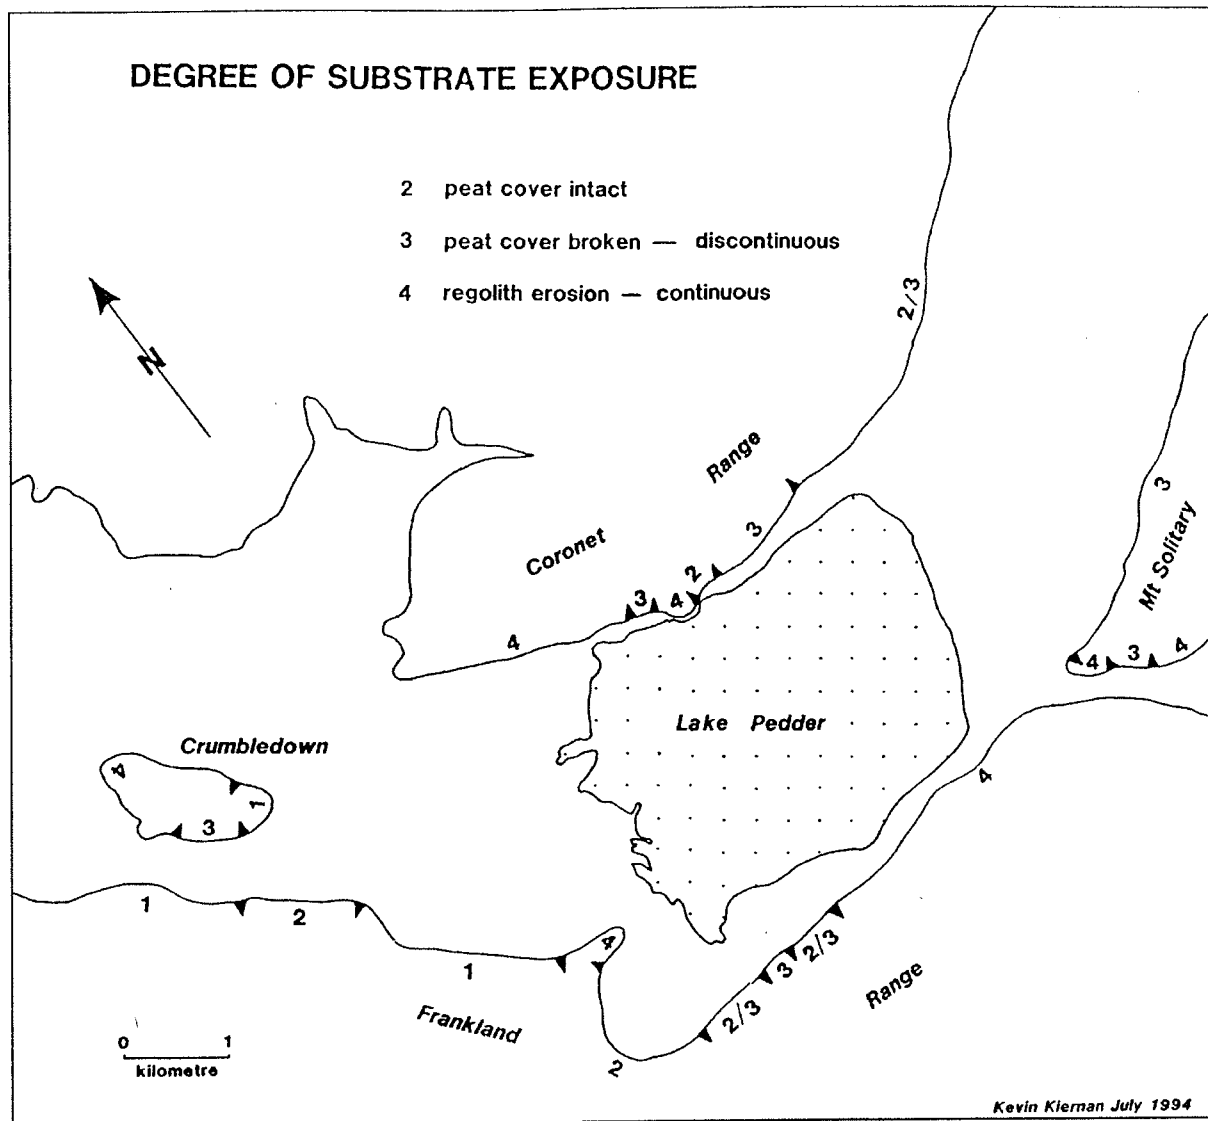 DEGREE OF SUBSTRATE EXPOSURE
2 peat cover intact
3 peat cover broken — discontinuous
4 regolith erosion — continuous
N
2/3
3
Mt Solitary
Range
Coronet
3
2
4
3
4
4
3
4
Lake Pedder
Crumbledown
4
1
3
4
1
2
1
4
2/3
3
2/3
2
Frankland
Range
0 1
kilometre
Kevin Kiernan July 1994